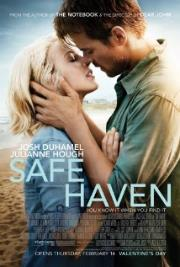 FROM THE AUTHOR OF THE NOTEBOOK & THE DIRECTOR OF DEAR JOHN
JOSH DUHAMEL
JULIANNE HOUGH
SAFE
HAVEN
YOU KNOW IT WHEN YOU FIND IT
OPENS THURSDAY, FEBRUARY 14 VALENTINE'S DAY